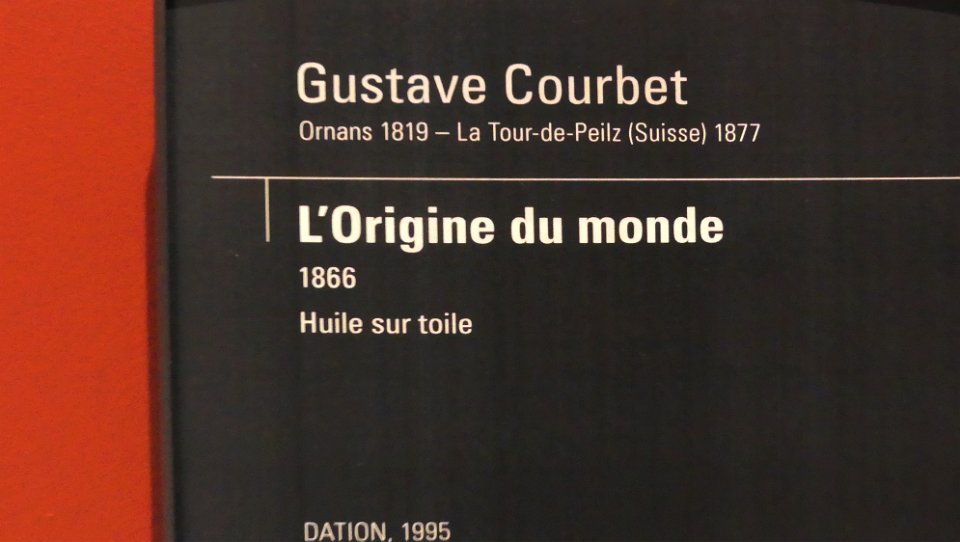 Gustave Courbet
Ornans 1819 – La Tour-de-Peilz (Suisse) 1877
L'Origine du monde
1866
Huile sur toile
DATION, 1995